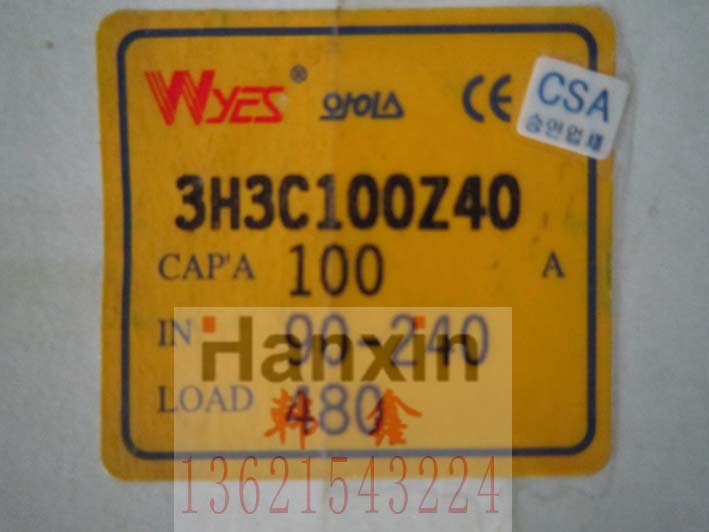 WYES® 와이즈 CE
CSA
승인업체
3H3C100Z40
CAP'A 100 A
IN 90-240
LOAD 480
Hanxin
韩鑫
13621543224